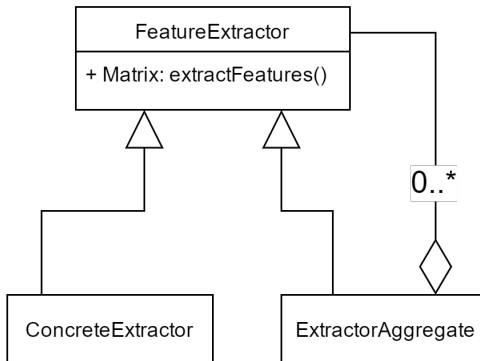 FeatureExtractor
+ Matrix: extractFeatures()
0..*
ConcreteExtractor
ExtractorAggregate